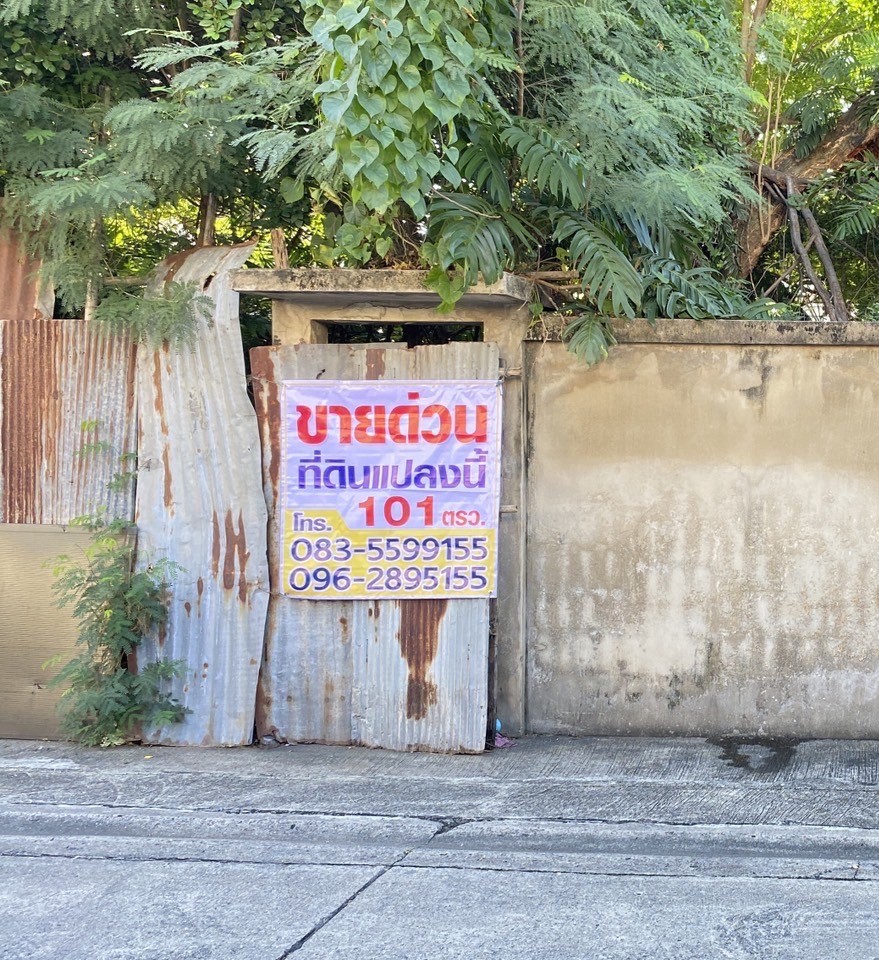 ขายด่วน
ที่ดินแปลงนี้
101 ตรว.
โทร.
083-5599155
096-2895155